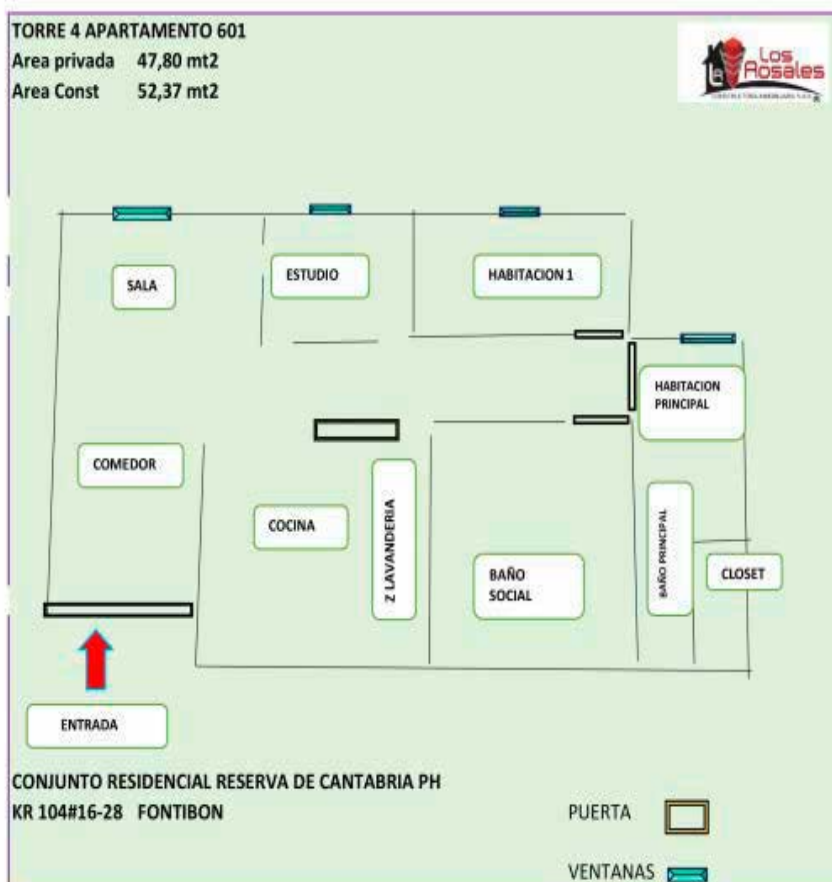 TORRE 4 APARTAMENTO 601
Area privada 47,80 mt2
Area Const 52,37 mt2
Los
Rosales
SALA
ESTUDIO
HABITACION 1
HABITACION
PRINCIPAL
COMEDOR
COCINA
Z LAVANDERIA
BAÑO
SOCIAL
BAÑO PRINCIPAL
CLOSET
ENTRADA
CONJUNTO RESIDENCIAL RESERVA DE CANTABRIA PH
KR 104#16-28 FONTIBON
PUERTA
VENTANAS